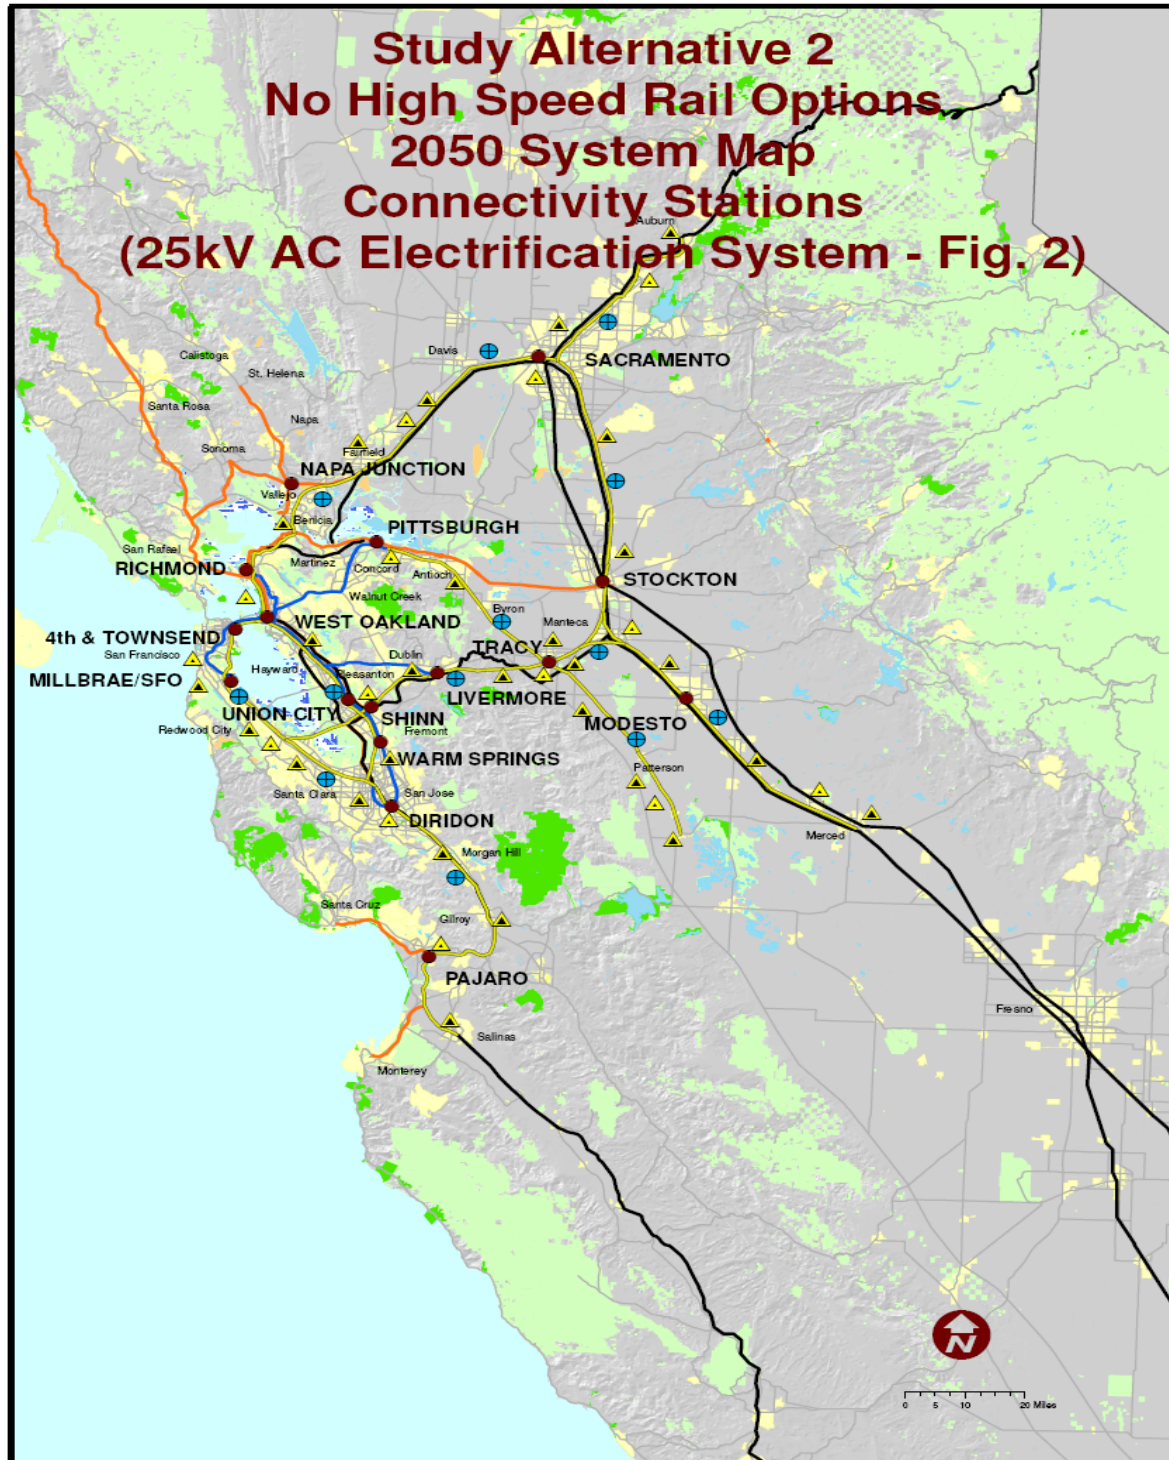 Study Alternative 2
No High Speed Rail Options
2050 System Map
Connectivity Stations
(25kV AC Electrification System - Fig. 2)
Auburn
Davis
SACRAMENTO
Calistoga
St. Helena
Santa Rosa
Napa
Sonoma
Fairfield
NAPA JUNCTION
Vallejo
Benicia
PITTSBURGH
San Rafael
Martinez
RICHMOND
Concord
Antioch
STOCKTON
Walnut Creek
Byron
WEST OAKLAND
Manteca
4th & TOWNSEND
San Francisco
Dublin
TRACY
Hayward
Pleasanton
MILLBRAE/SFO
LIVERMORE
UNION CITY
SHINN
MODESTO
Redwood City
Fremont
WARM SPRINGS
Patterson
Santa Clara
San Jose
DIRIDON
Merced
Morgan Hill
Santa Cruz
Gilroy
PAJARO
Fresno
Salinas
Monterey
N
0 5 10 20 Miles